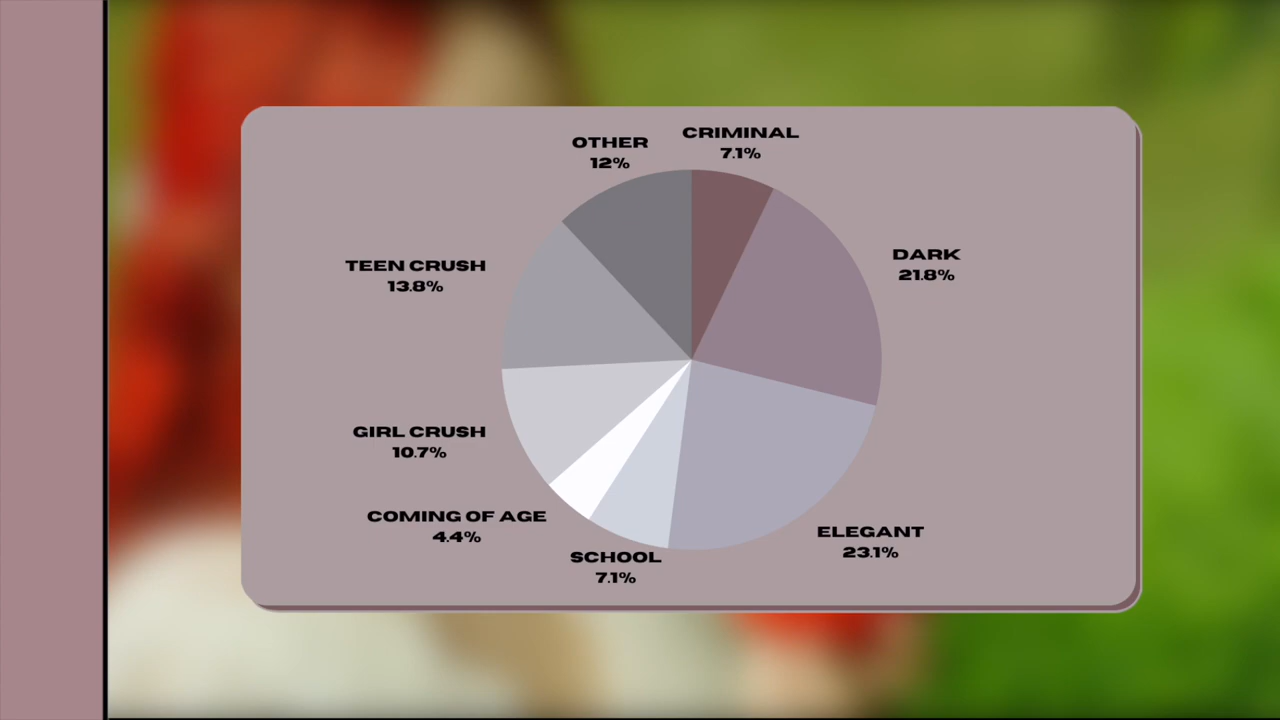 OTHER
12%
CRIMINAL
7.1%
TEEN CRUSH
13.8%
DARK
21.8%
GIRL CRUSH
10.7%
COMING OF AGE
4.4%
SCHOOL
7.1%
ELEGANT
23.1%